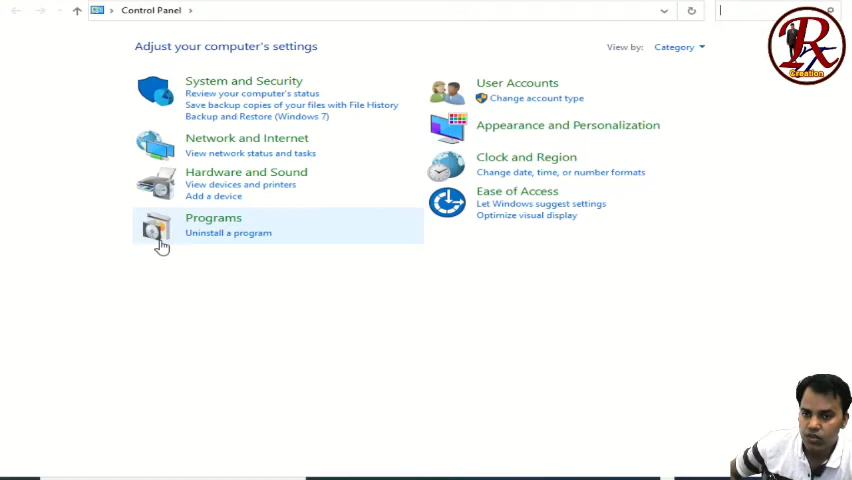 Control Panel
Adjust your computer's settings
View by: Category
System and Security
Review your computer's status
Save backup copies of your files with File History
Backup and Restore (Windows 7)
Network and Internet
View network status and tasks
Hardware and Sound
View devices and printers
Add a device
Programs
Uninstall a program
User Accounts
Change account type
Appearance and Personalization
Clock and Region
Change date, time, or number formats
Ease of Access
Let Windows suggest settings
Optimize visual display
R
T
Creation